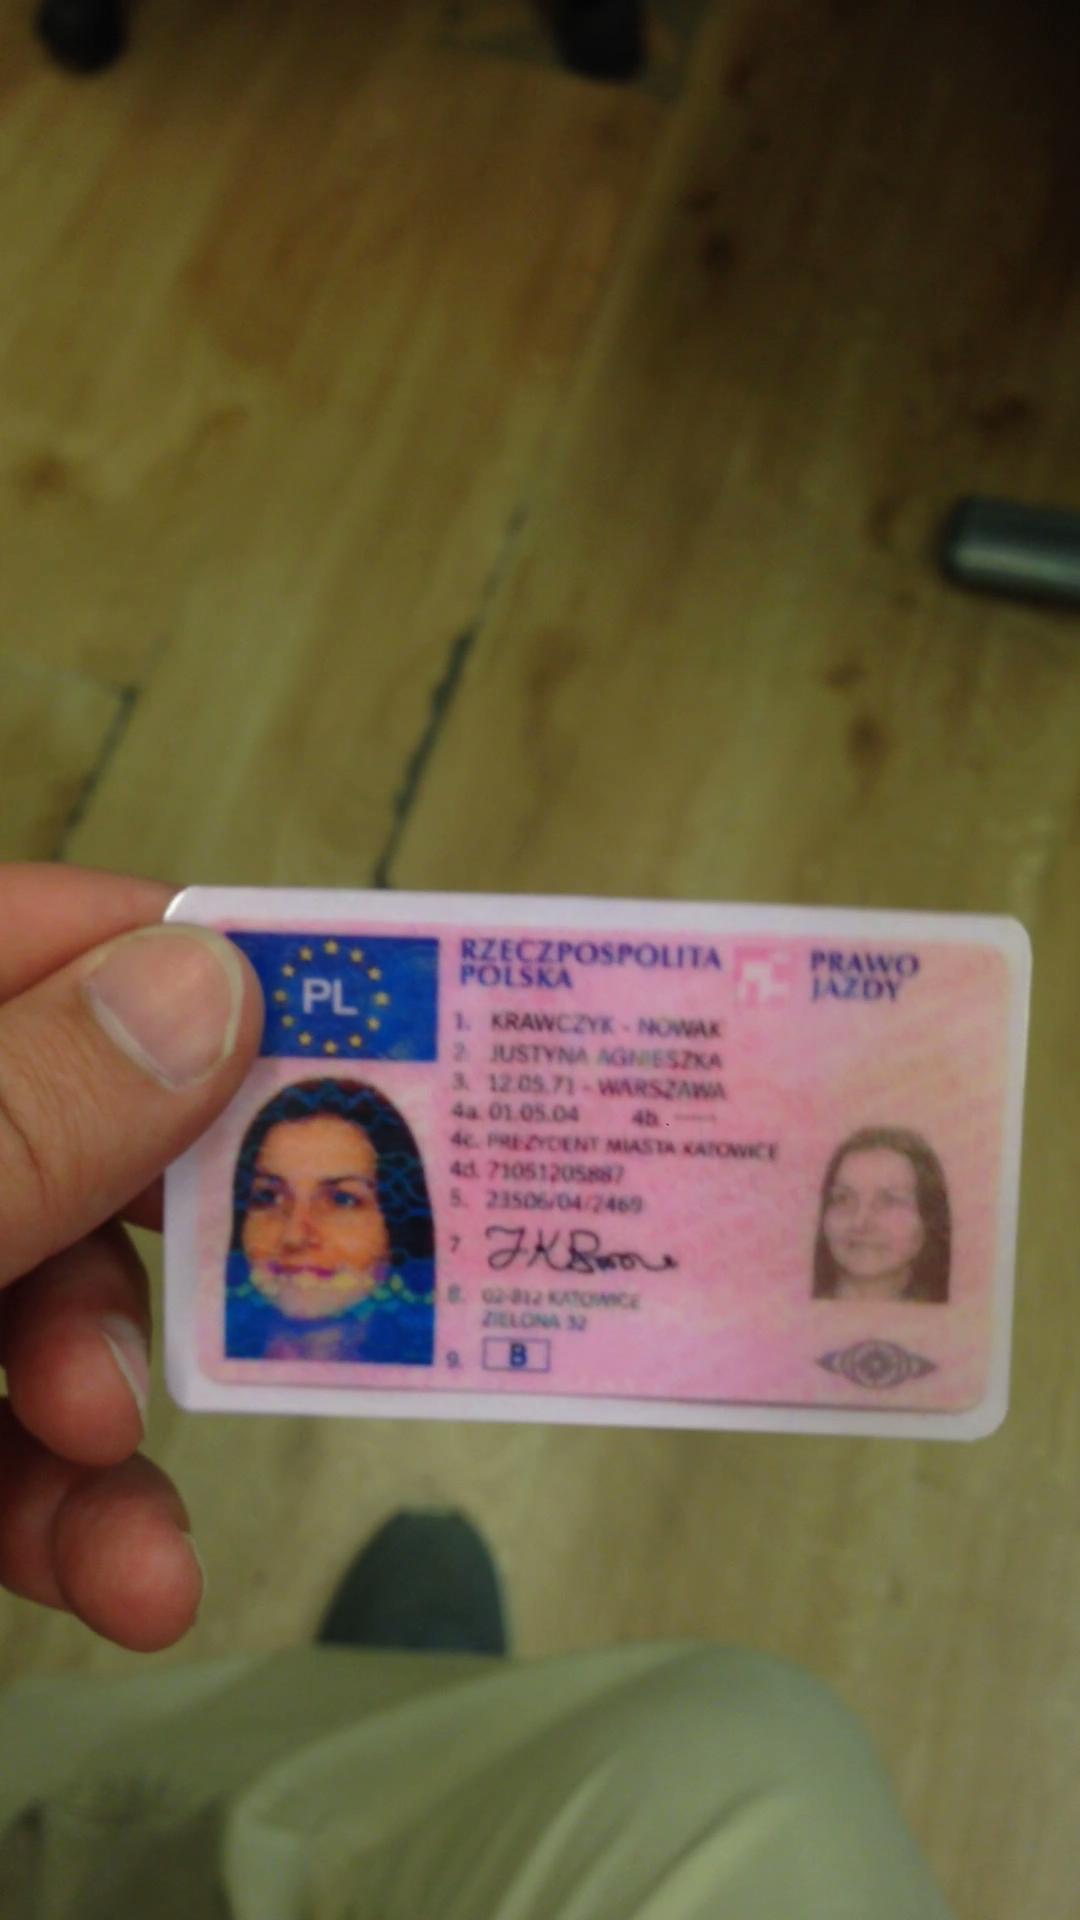 PL
RZECZPOSPOLITA POLSKA
PRAWO JAZDY
1. KRAWCZYK - NOWAK
2. JUSTYNA AGNIESZKA
3. 12.05.71 - WARSZAWA
4a. 01.05.04 4b. -----
4c. PREZYDENT MIASTA KATOWICE
4d. 71051205887
5. 23506/04/2469
7
8. 02-812 KATOWICE
ZIELONA 32
9. B